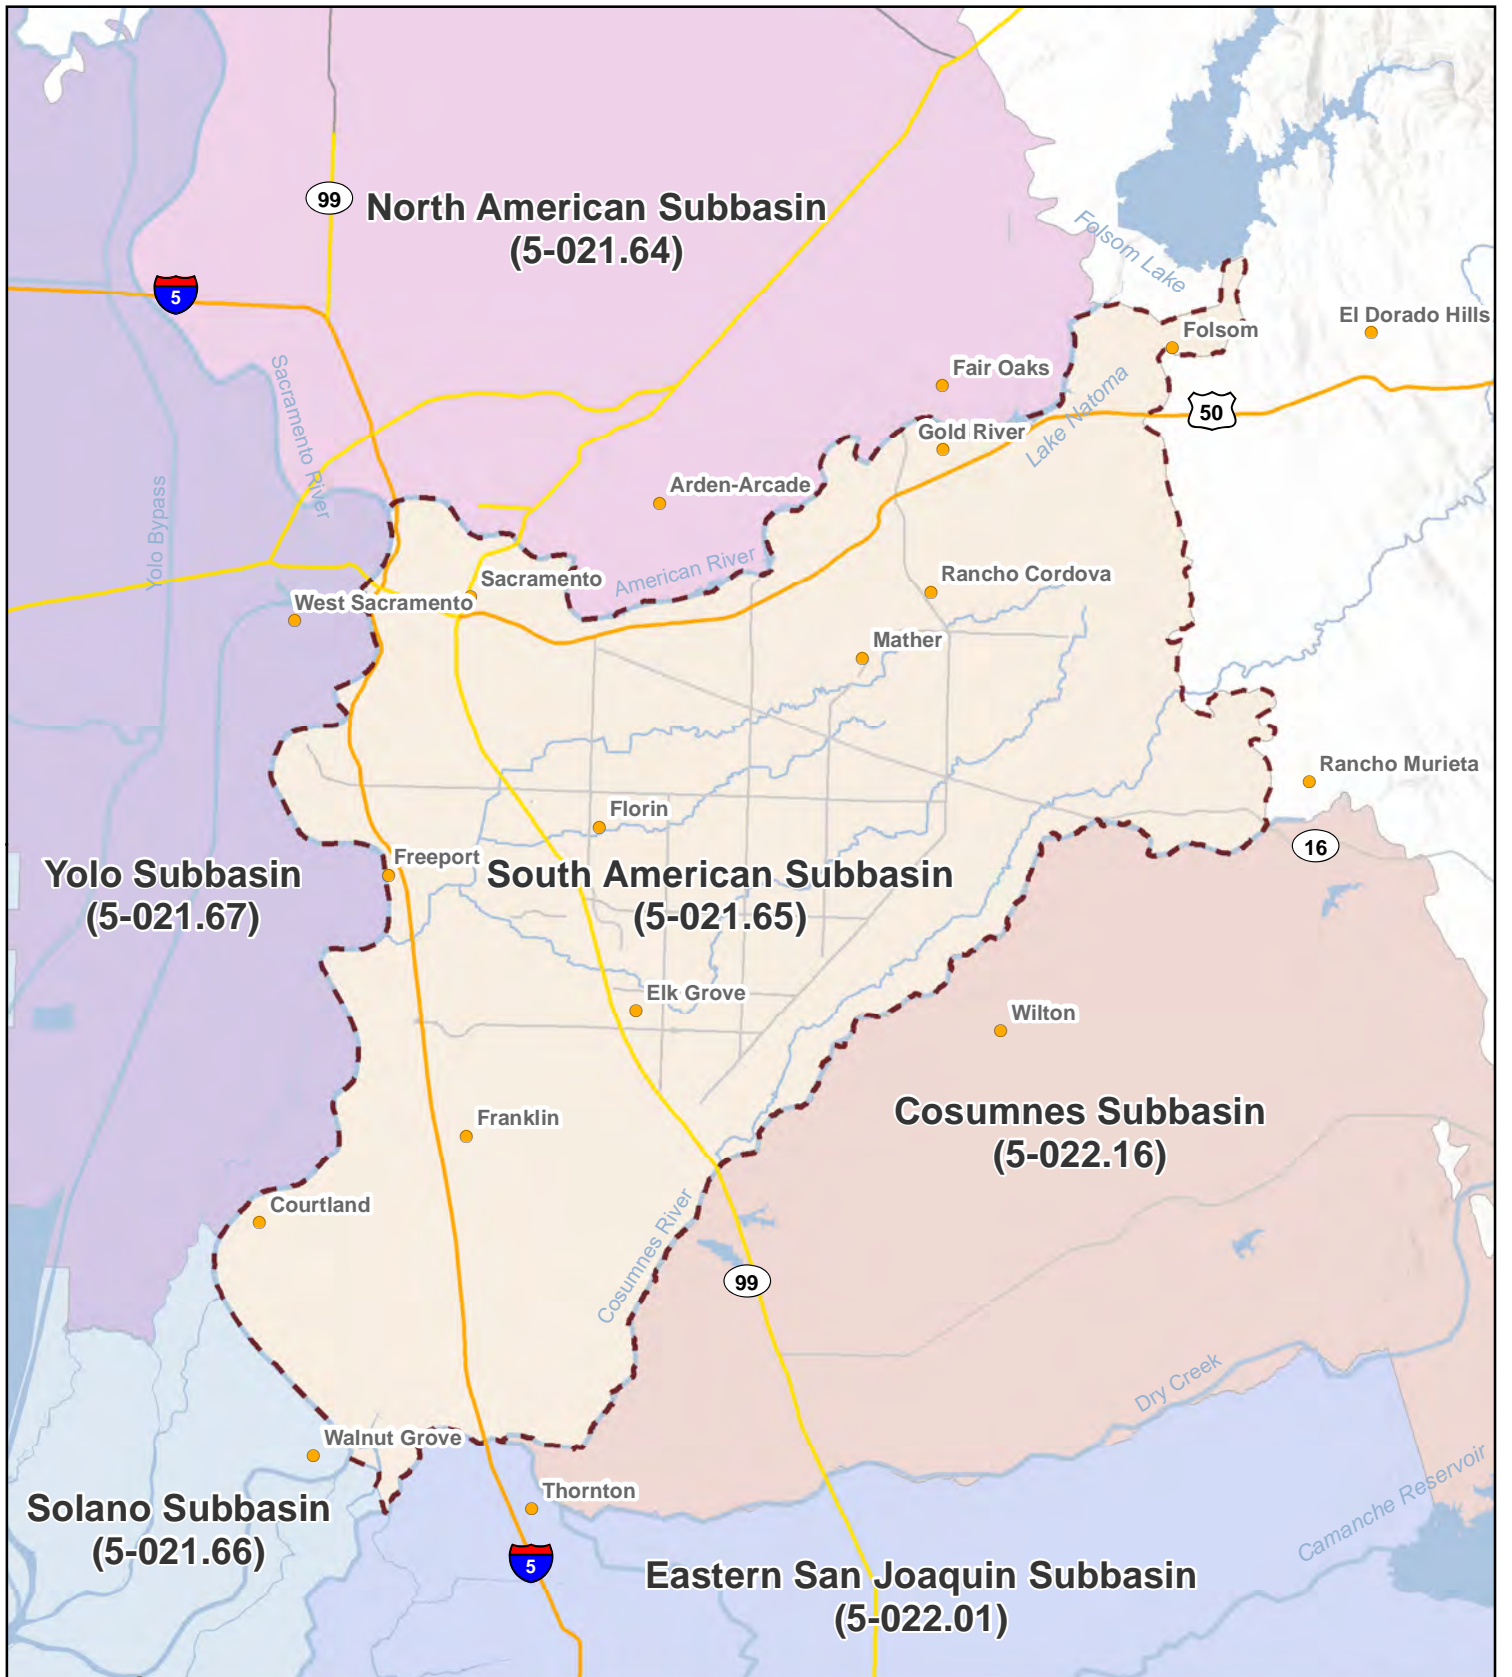 99
North American Subbasin
(5-021.64)
Folsom Lake
5
El Dorado Hills
Folsom
Sacramento River
Fair Oaks
Lake Natoma
50
Gold River
Yolo Bypass
Arden-Arcade
American River
Sacramento
Rancho Cordova
West Sacramento
Mather
Rancho Murieta
Florin
16
Freeport
Yolo Subbasin
(5-021.67)
South American Subbasin
(5-021.65)
Elk Grove
Wilton
Franklin
Cosumnes Subbasin
(5-022.16)
Courtland
Cosumnes River
99
Dry Creek
Walnut Grove
Camanche Reservoir
Thornton
Solano Subbasin
(5-021.66)
5
Eastern San Joaquin Subbasin
(5-022.01)